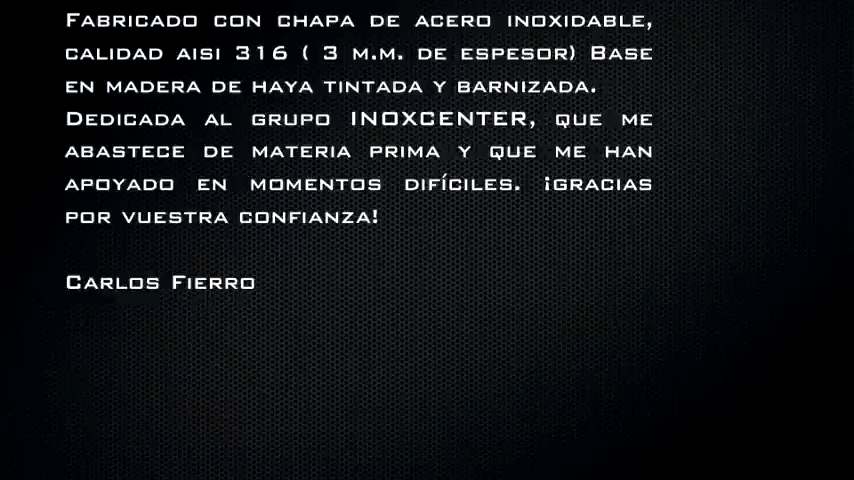 Fabricado con chapa de acero inoxidable,
calidad aisi 316 ( 3 m.m. de espesor) Base
en madera de haya tintada y barnizada.
Dedicada al grupo INOXCENTER, que me
abastece de materia prima y que me han
apoyado en momentos difíciles. ¡gracias
por vuestra confianza!
Carlos Fierro